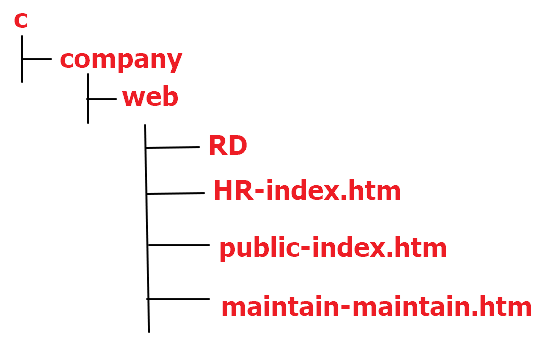 c
company
web
RD
HR-index.htm
public-index.htm
maintain-maintain.htm